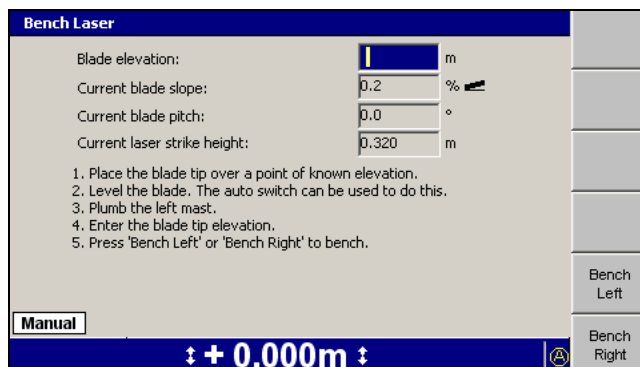 Bench Laser
Blade elevation: m
Current blade slope: 0.2 %
Current blade pitch: 0.0 °
Current laser strike height: 0.320 m
1. Place the blade tip over a point of known elevation.
2. Level the blade. The auto switch can be used to do this.
3. Plumb the left mast.
4. Enter the blade tip elevation.
5. Press 'Bench Left' or 'Bench Right' to bench.
Bench
Left
Manual
Bench
Right
+ 0.000m
A